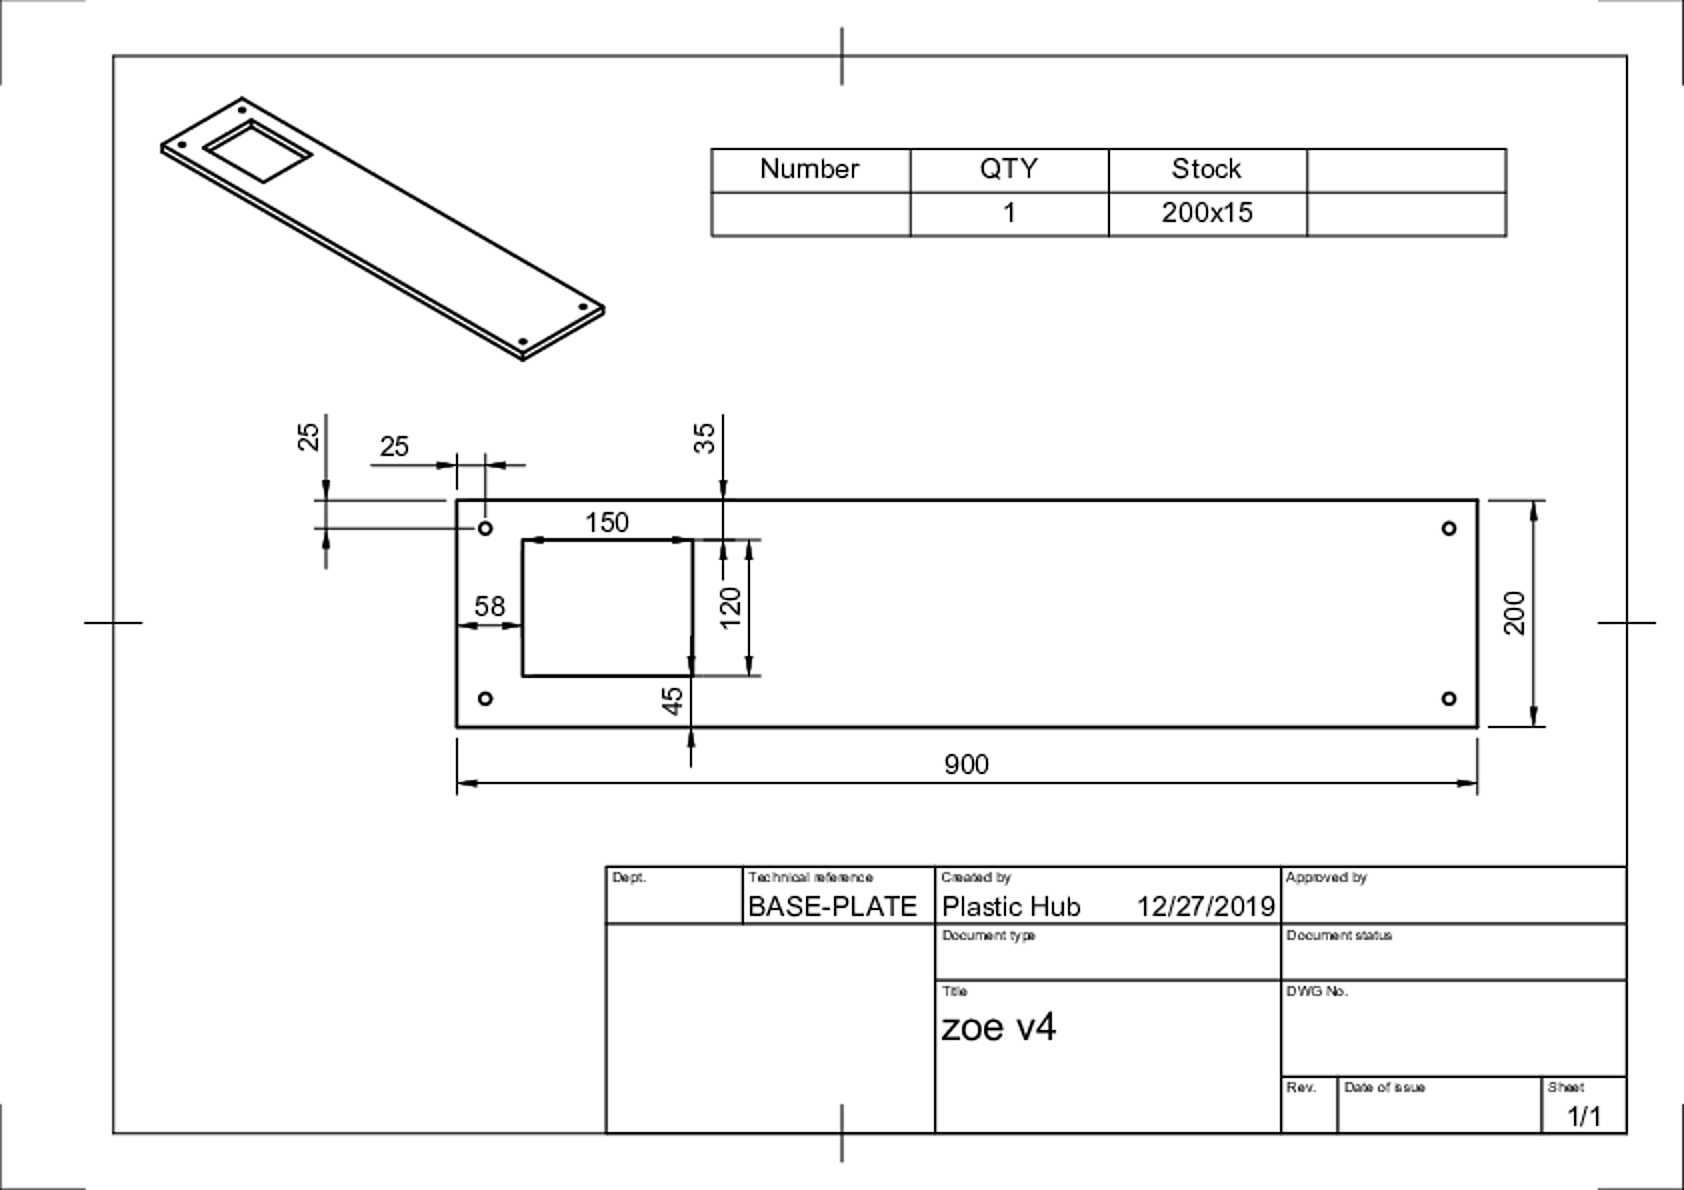 Number QTY Stock
1 200x15
25
25
35
150
58
120
45
200
900
Dept.
Technical reference
BASE-PLATE
Created by
Plastic Hub 12/27/2019
Approved by
Document type
Document status
Title
zoe v4
DWG No.
Rev.
Date of issue
Sheet
1/1